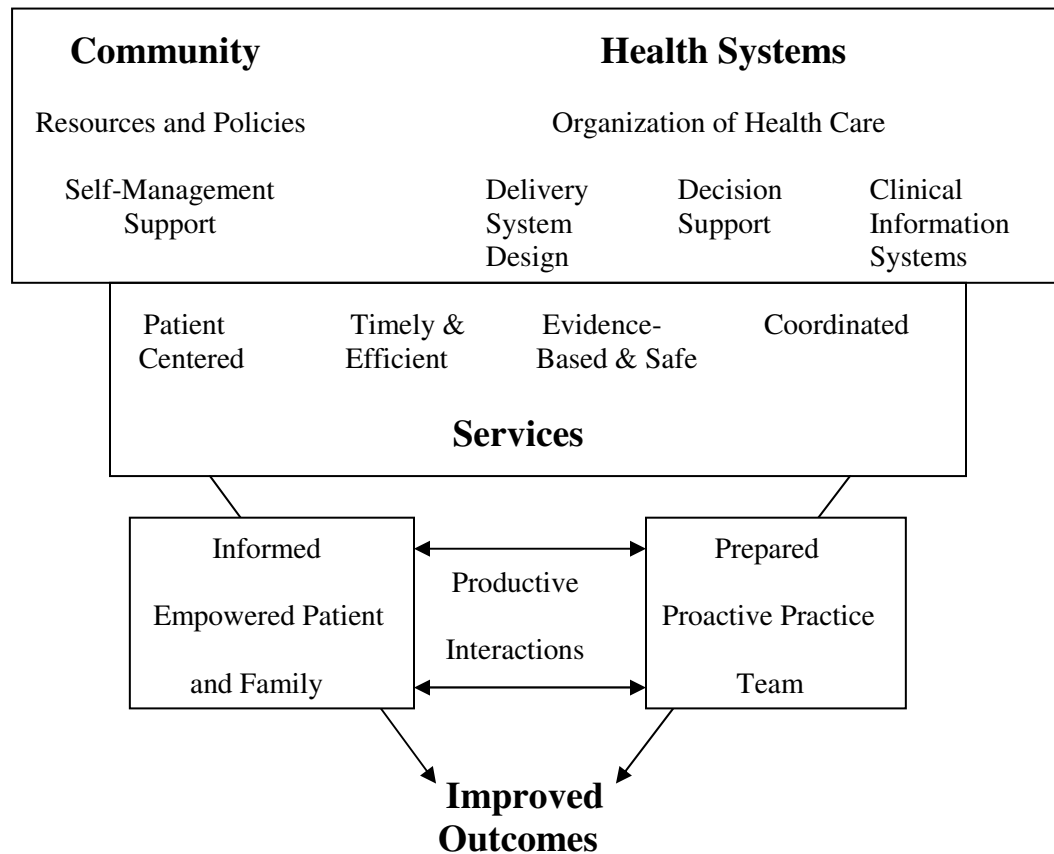 Community
Health Systems
Resources and Policies
Organization of Health Care
Self-Management
Support
Delivery
System
Design
Decision
Support
Clinical
Information
Systems
Patient
Centered
Timely &
Efficient
Evidence-
Based & Safe
Coordinated
Services
Informed
Empowered Patient
and Family
Productive
Interactions
Prepared
Proactive Practice
Team
Improved
Outcomes